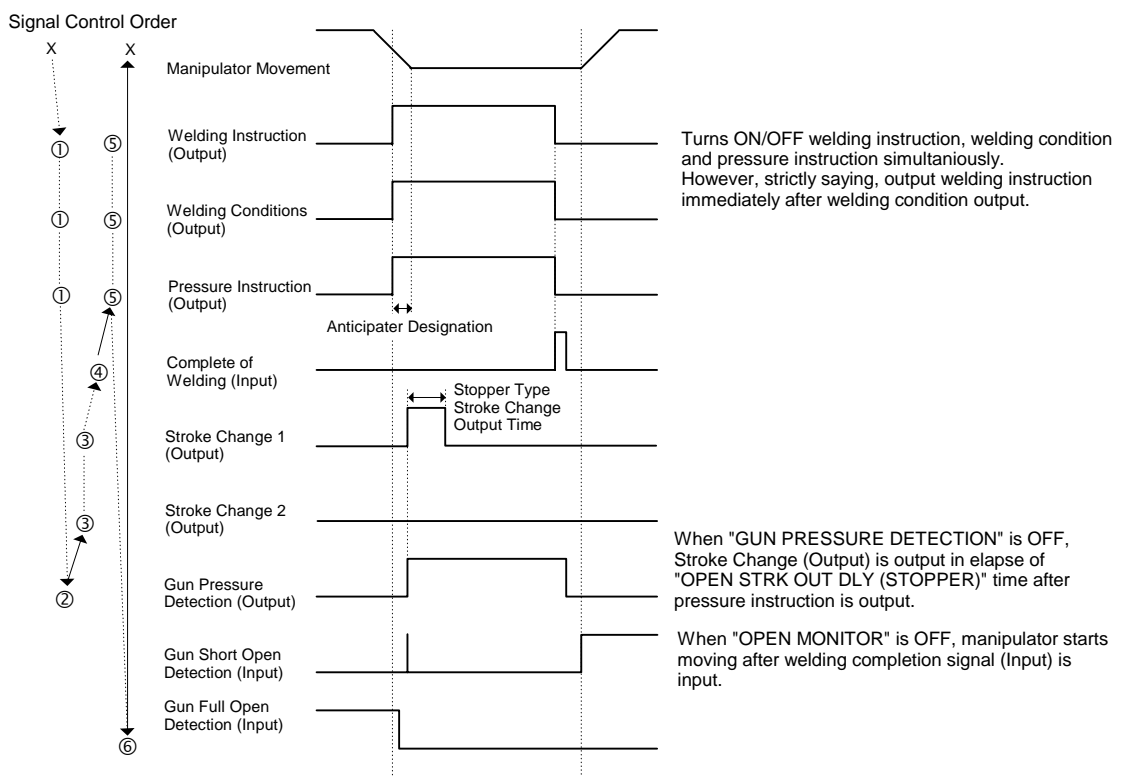 Signal Control Order
X X
Manipulator Movement
Welding Instruction
(Output)
① ⑤
Turns ON/OFF welding instruction, welding condition
and pressure instruction simultaniously.
However, strictly saying, output welding instruction
immediately after welding condition output.
Welding Conditions
(Output)
① ⑤
Pressure Instruction
(Output)
① ⑤
Anticipater Designation
Complete of
Welding (Input)
④
Stopper Type
Stroke Change
Output Time
Stroke Change 1
(Output)
③
Stroke Change 2
(Output)
③
When "GUN PRESSURE DETECTION" is OFF,
Stroke Change (Output) is output in elapse of
"OPEN STRK OUT DLY (STOPPER)" time after
pressure instruction is output.
Gun Pressure
Detection (Output)
②
When "OPEN MONITOR" is OFF, manipulator starts
moving after welding completion signal (Input) is
input.
Gun Short Open
Detection (Input)
Gun Full Open
Detection (Input)
⑥